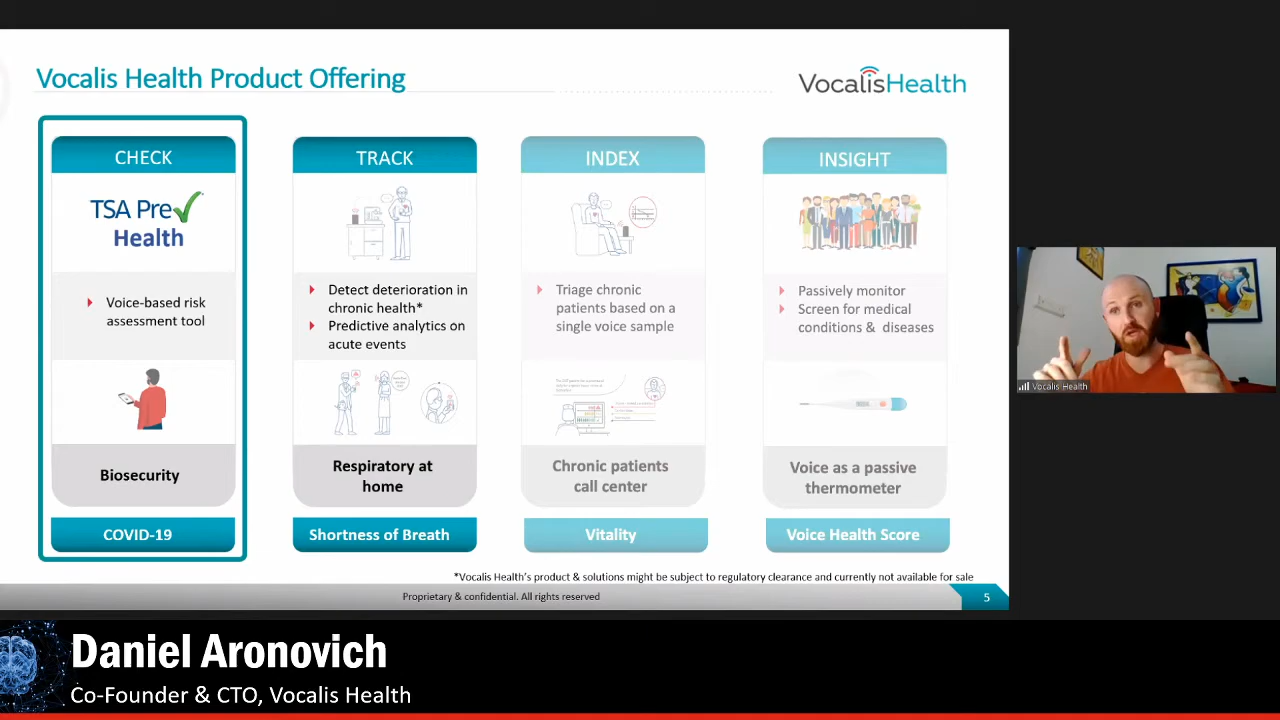 Vocalis Health Product Offering
VocalisHealth
CHECK
TSA Pre✓
Health
Voice-based risk
assessment tool
Biosecurity
COVID-19
TRACK
Detect deterioration in
chronic health*
Predictive analytics on
acute events
Respiratory at
home
Shortness of Breath
INDEX
Triage chronic
patients based on a
single voice sample
Chronic patients
call center
Vitality
INSIGHT
Passively monitor
Screen for medical
conditions & diseases
Voice as a passive
thermometer
Voice Health Score
*Vocalis Health's product & solutions might be subject to regulatory clearance and currently not available for sale
Proprietary & confidential. All rights reserved
5
Vocalis Health
Daniel Aronovich
Co-Founder & CTO, Vocalis Health